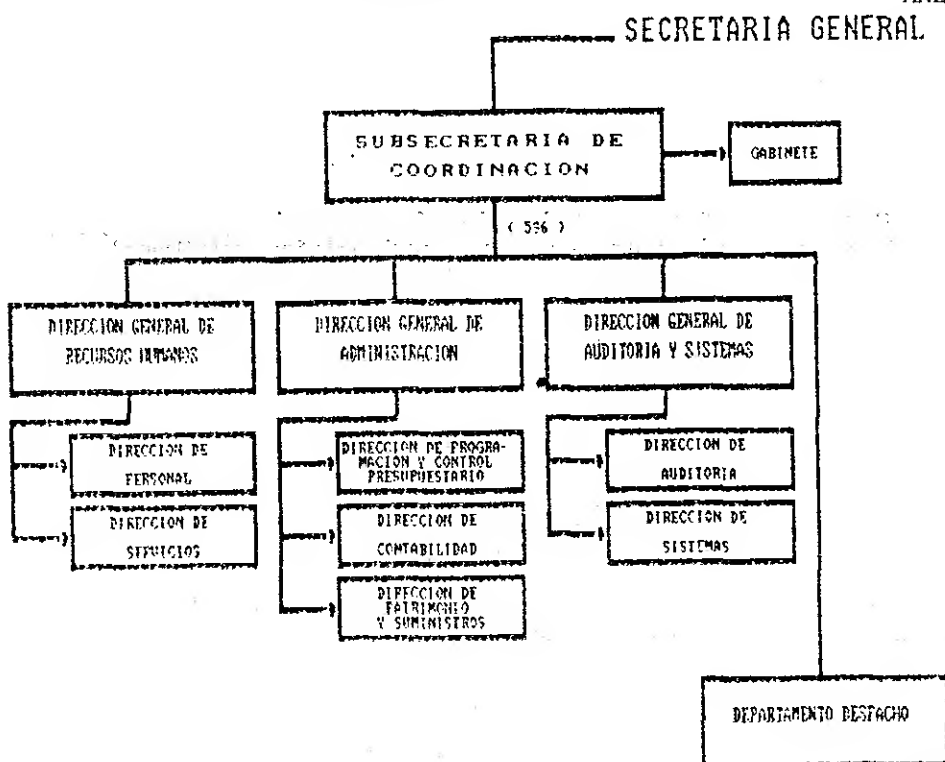 SECRETARIA GENERAL
SUBSECRETARIA DE
COORDINACION
GABINETE
( 596 )
DIRECCION GENERAL DE
RECURSOS HUMANOS
DIRECCION GENERAL DE
ADMINISTRACION
DIRECCION GENERAL DE
AUDITORIA Y SISTEMAS
DIRECCION DE
PERSONAL
DIRECCION DE
SERVICIOS
DIRECCION DE PROGRA-
MACION Y CONTROL
PRESUPUESTARIO
DIRECCION DE
CONTABILIDAD
DIRECCION DE
PATRIMONIO
Y SUMINISTROS
DIRECCION DE
AUDITORIA
DIRECCION DE
SISTEMAS
DEPARTAMENTO DESPACHO